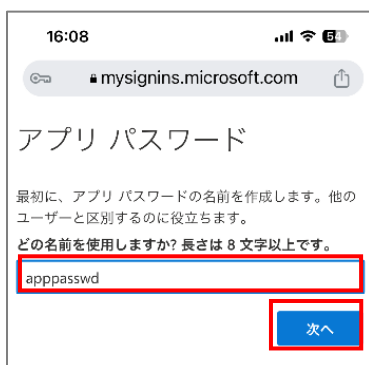 16:08
54
mysignins.microsoft.com
アプリ パスワード
最初に、アプリ パスワードの名前を作成します。他の
ユーザーと区別するのに役立ちます。
どの名前を使用しますか? 長さは 8 文字以上です。
apppasswd
次へ